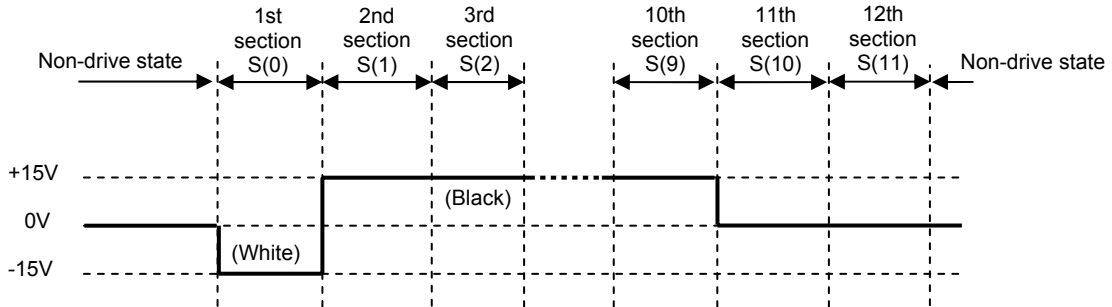 1st section S(0)
2nd section S(1)
3rd section S(2)
10th section S(9)
11th section S(10)
12th section S(11)
Non-drive state
Non-drive state
+15V
(Black)
0V
(White)
-15V